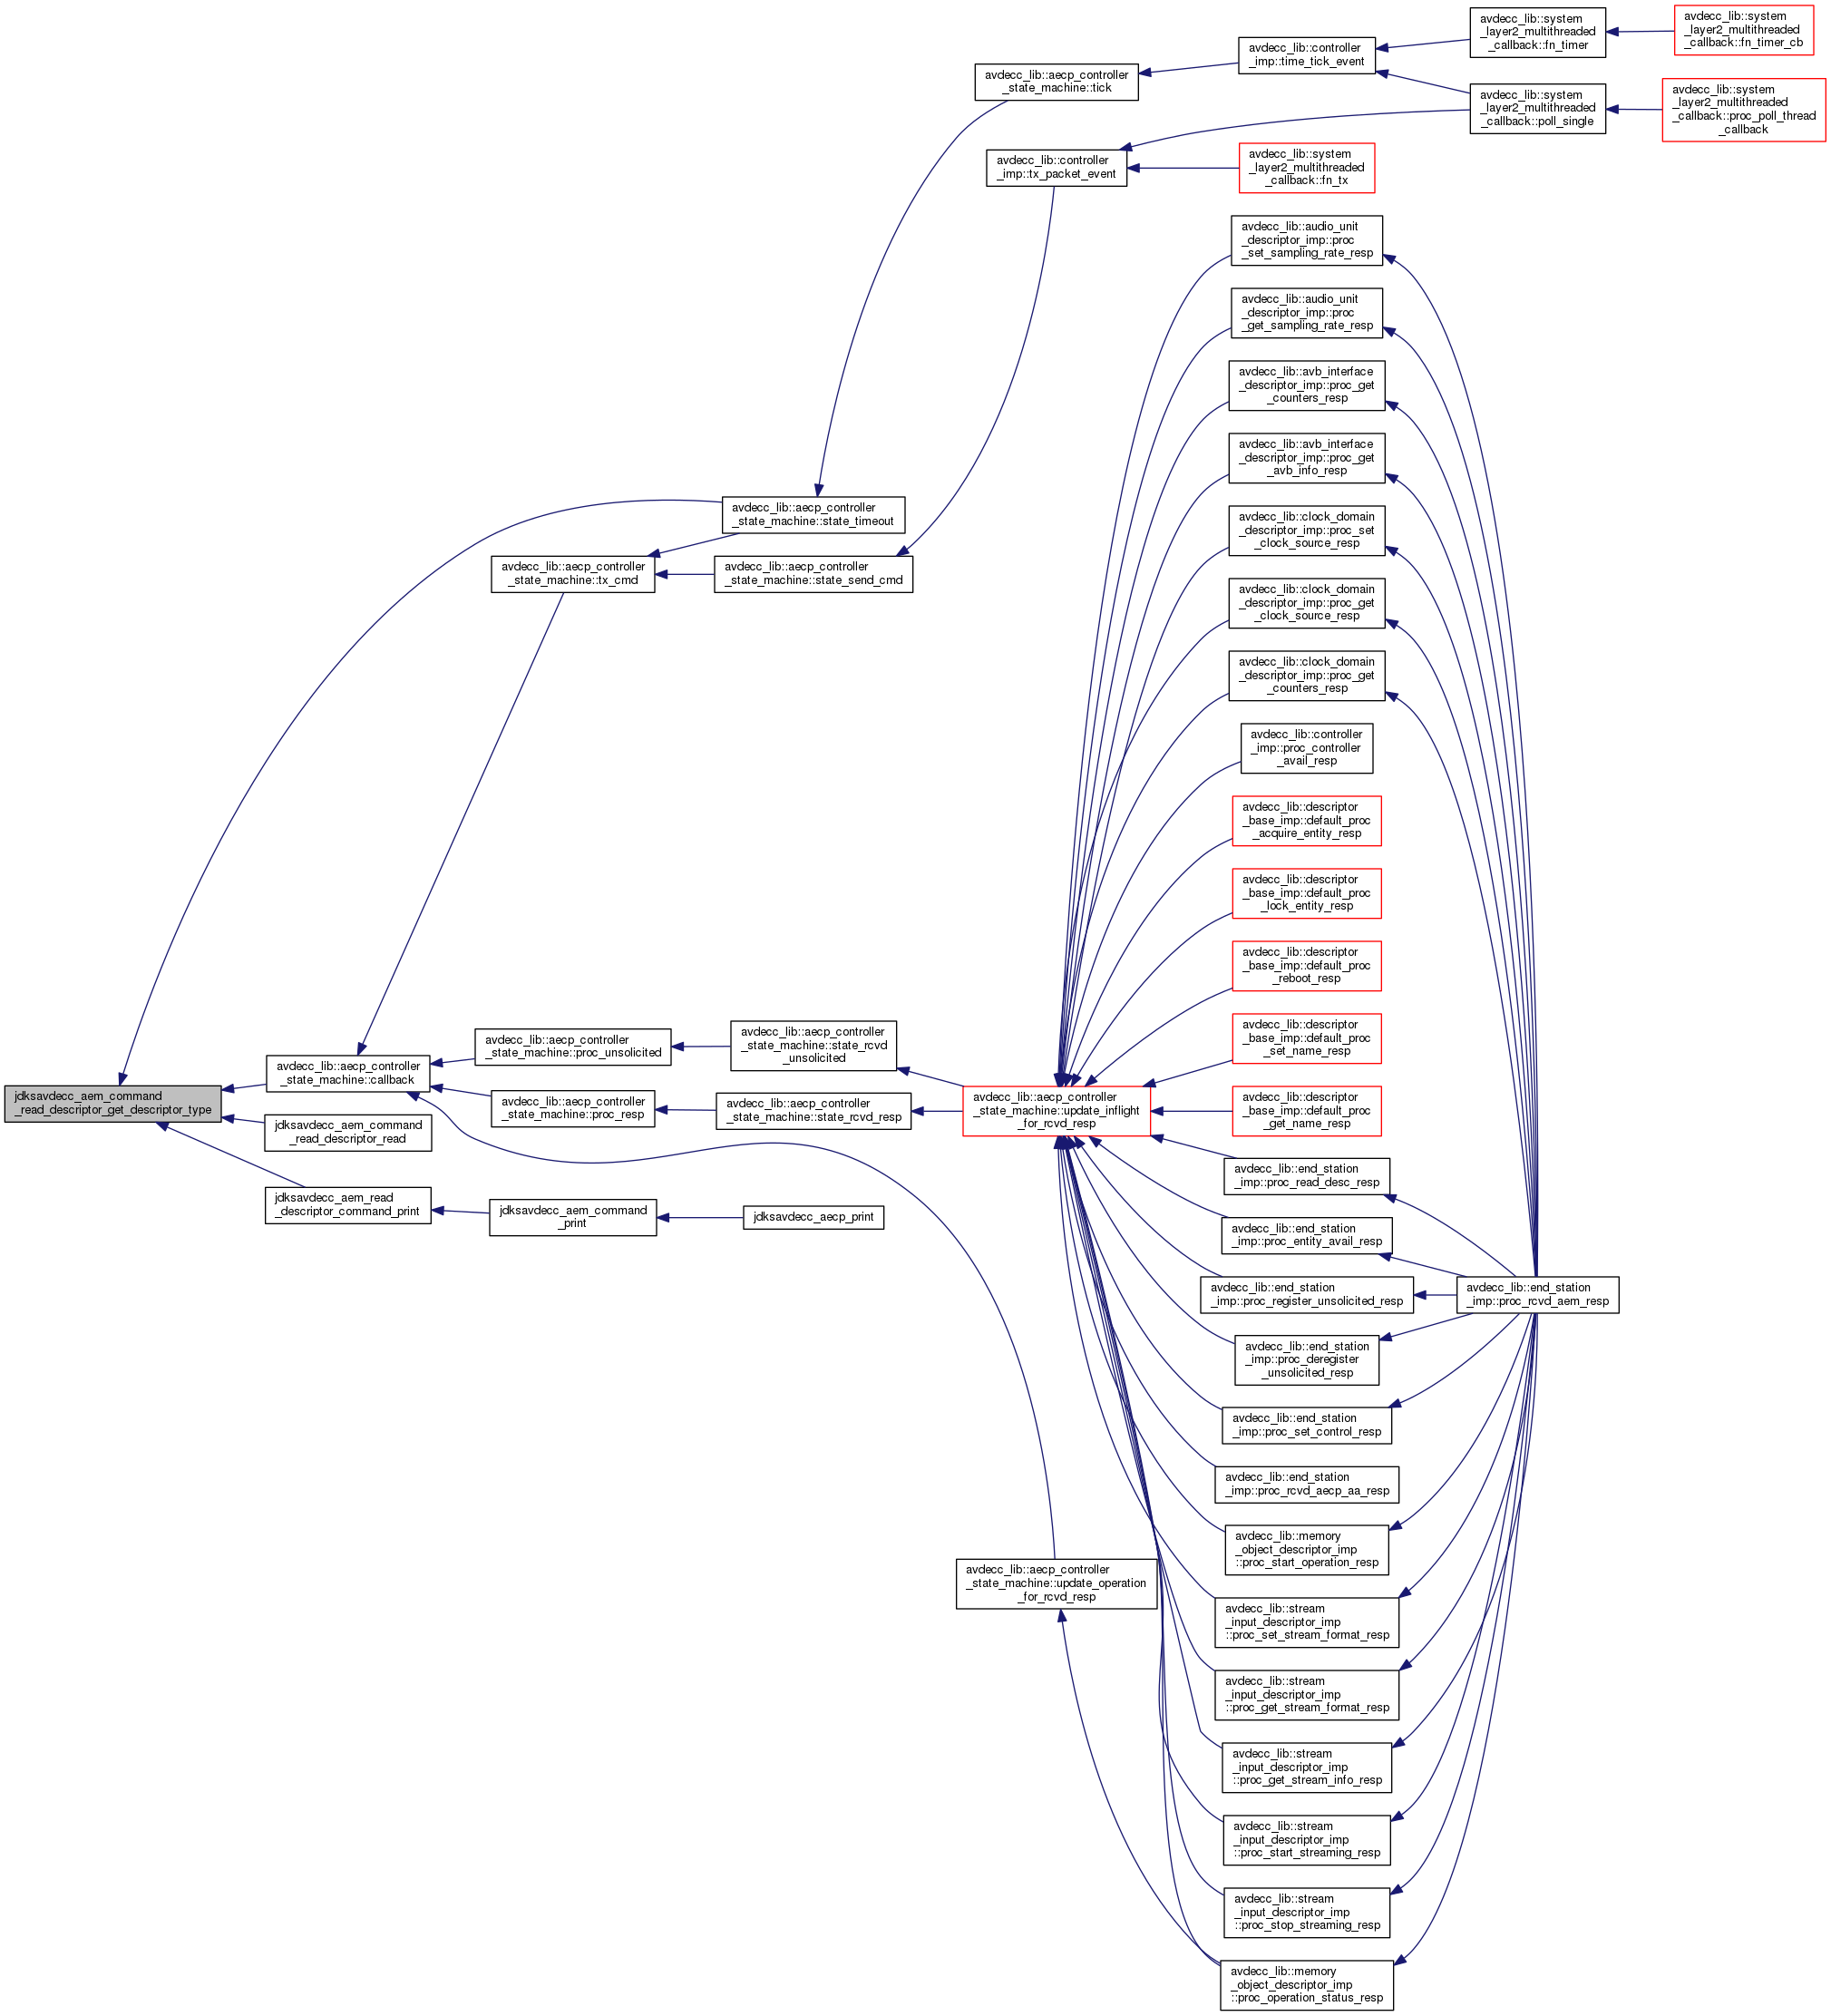 avdecc_lib::system
_layer2_multithreaded
_callback::fn_timer
avdecc_lib::system
_layer2_multithreaded
_callback::fn_timer_cb
avdecc_lib::controller
_imp::time_tick_event
avdecc_lib::aecp_controller
_state_machine::tick
avdecc_lib::system
_layer2_multithreaded
_callback::poll_single
avdecc_lib::system
_layer2_multithreaded
_callback::proc_poll_thread
_callback
avdecc_lib::controller
_imp::tx_packet_event
avdecc_lib::system
_layer2_multithreaded
_callback::fn_tx
avdecc_lib::audio_unit
_descriptor_imp::proc
_set_sampling_rate_resp
avdecc_lib::audio_unit
_descriptor_imp::proc
_get_sampling_rate_resp
avdecc_lib::avb_interface
_descriptor_imp::proc_get
_counters_resp
avdecc_lib::avb_interface
_descriptor_imp::proc_get
_avb_info_resp
avdecc_lib::aecp_controller
_state_machine::state_timeout
avdecc_lib::clock_domain
_descriptor_imp::proc_set
_clock_source_resp
avdecc_lib::aecp_controller
_state_machine::tx_cmd
avdecc_lib::aecp_controller
_state_machine::state_send_cmd
avdecc_lib::clock_domain
_descriptor_imp::proc_get
_clock_source_resp
avdecc_lib::clock_domain
_descriptor_imp::proc_get
_counters_resp
avdecc_lib::controller
_imp::proc_controller
_avail_resp
avdecc_lib::descriptor
_base_imp::default_proc
_acquire_entity_resp
avdecc_lib::descriptor
_base_imp::default_proc
_lock_entity_resp
avdecc_lib::descriptor
_base_imp::default_proc
_reboot_resp
avdecc_lib::descriptor
_base_imp::default_proc
_set_name_resp
avdecc_lib::aecp_controller
_state_machine::proc_unsolicited
avdecc_lib::aecp_controller
_state_machine::state_rcvd
_unsolicited
avdecc_lib::aecp_controller
_state_machine::callback
jdksavdecc_aem_command
_read_descriptor_get_descriptor_type
avdecc_lib::aecp_controller
_state_machine::proc_resp
avdecc_lib::aecp_controller
_state_machine::state_rcvd_resp
avdecc_lib::aecp_controller
_state_machine::update_inflight
_for_rcvd_resp
avdecc_lib::descriptor
_base_imp::default_proc
_get_name_resp
jdksavdecc_aem_command
_read_descriptor_read
avdecc_lib::end_station
_imp::proc_read_desc_resp
jdksavdecc_aem_read
_descriptor_command_print
jdksavdecc_aem_command
_print
jdksavdecc_aecp_print
avdecc_lib::end_station
_imp::proc_entity_avail_resp
avdecc_lib::end_station
_imp::proc_register_unsolicited_resp
avdecc_lib::end_station
_imp::proc_rcvd_aem_resp
avdecc_lib::end_station
_imp::proc_deregister
_unsolicited_resp
avdecc_lib::end_station
_imp::proc_set_control_resp
avdecc_lib::end_station
_imp::proc_rcvd_aecp_aa_resp
avdecc_lib::memory
_object_descriptor_imp
::proc_start_operation_resp
avdecc_lib::aecp_controller
_state_machine::update_operation
_for_rcvd_resp
avdecc_lib::stream
_input_descriptor_imp
::proc_set_stream_format_resp
avdecc_lib::stream
_input_descriptor_imp
::proc_get_stream_format_resp
avdecc_lib::stream
_input_descriptor_imp
::proc_get_stream_info_resp
avdecc_lib::stream
_input_descriptor_imp
::proc_start_streaming_resp
avdecc_lib::stream
_input_descriptor_imp
::proc_stop_streaming_resp
avdecc_lib::memory
_object_descriptor_imp
::proc_operation_status_resp